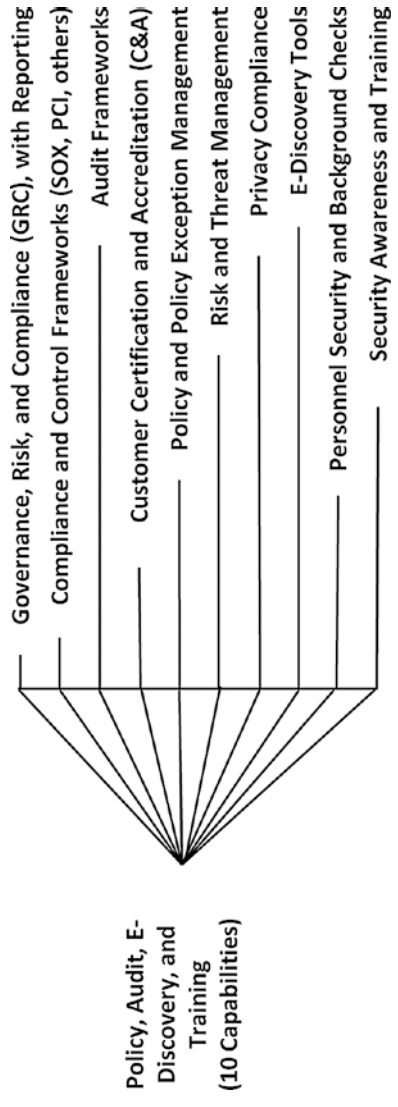 Policy, Audit, E-
Discovery, and
Training
(10 Capabilities)
Governance, Risk, and Compliance (GRC), with Reporting
Compliance and Control Frameworks (SOX, PCI, others)
Audit Frameworks
Customer Certification and Accreditation (C&A)
Policy and Policy Exception Management
Risk and Threat Management
Privacy Compliance
E-Discovery Tools
Personnel Security and Background Checks
Security Awareness and Training